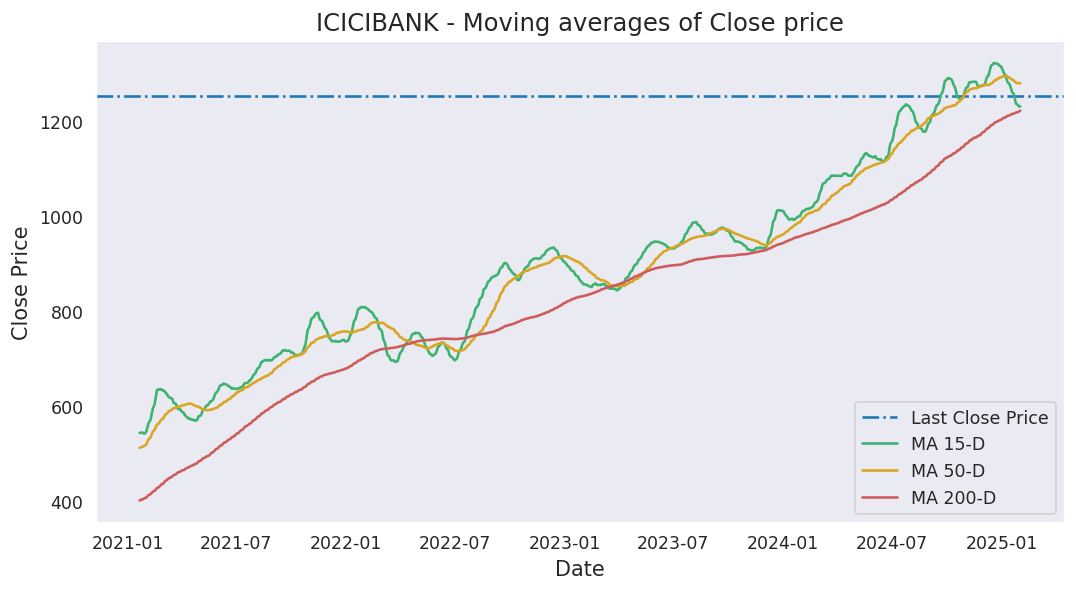 ICICIBANK - Moving averages of Close price
Close Price
1200
1000
800
600
400
Last Close Price
MA 15-D
MA 50-D
MA 200-D
2021-01 2021-07 2022-01 2022-07 2023-01 2023-07 2024-01 2024-07 2025-01
Date